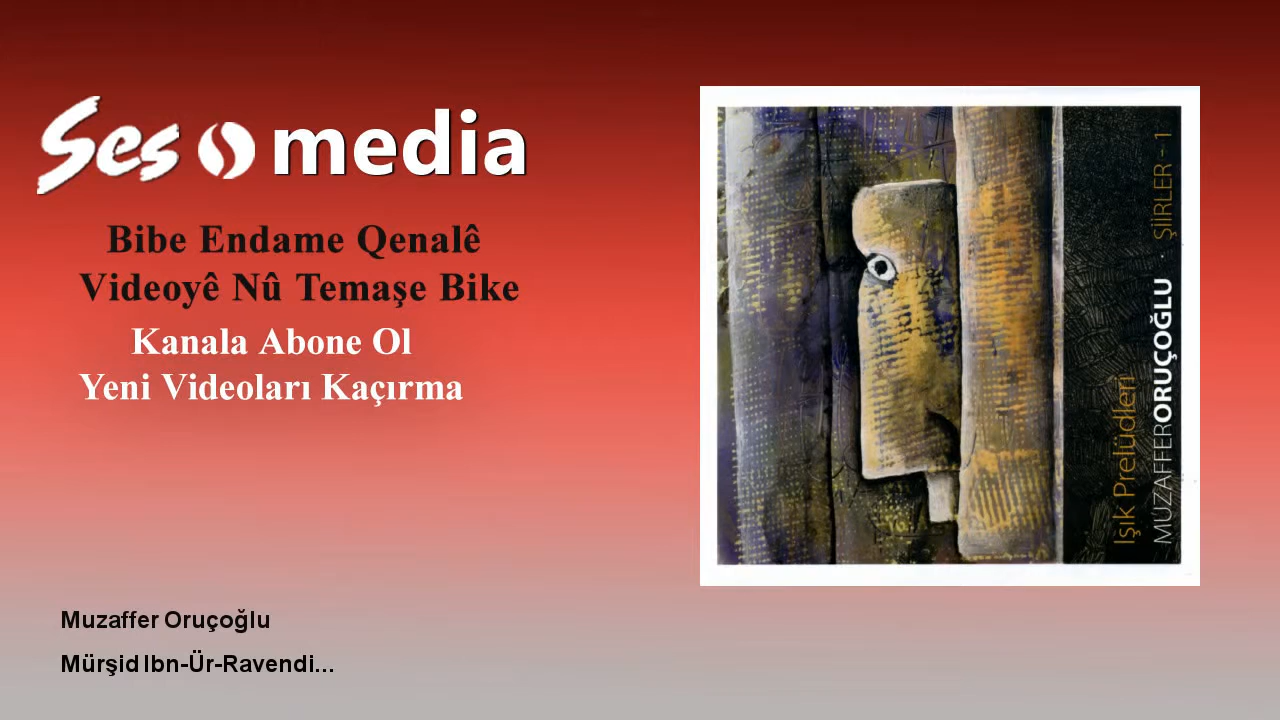 Ses media
Bibe Endame Qenalê
Videoyê Nû Temaşe Bike
Kanala Abone Ol
Yeni Videoları Kaçırma
Işık Prelüdleri
MUZAFFERORUÇOĞLU · ŞİİRLER – 1
Muzaffer Oruçoğlu
Mürşid Ibn-Ür-Ravendi...